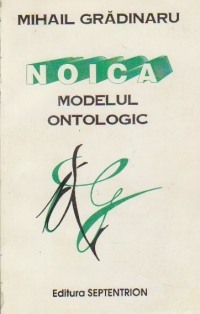 MIHAIL GRĂDINARU
NOICA
MODELUL
ONTOLOGIC
Editura SEPTENTRION